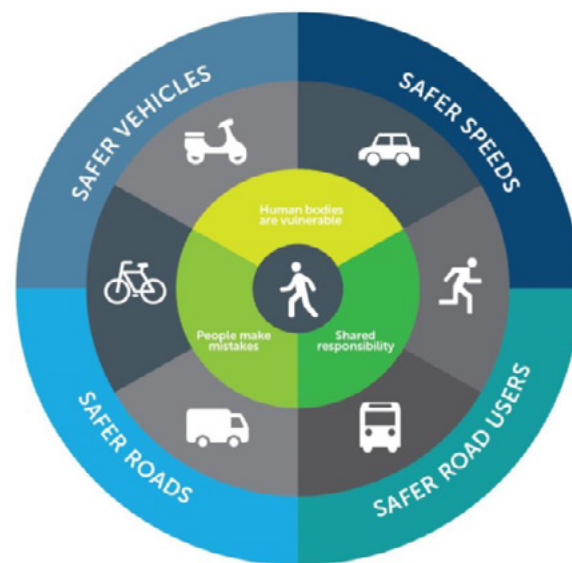 SAFER VEHICLES
SAFER SPEEDS
Human bodies
are vulnerable
People make
mistakes
Shared
responsibility
SAFER ROADS
SAFER ROAD USERS